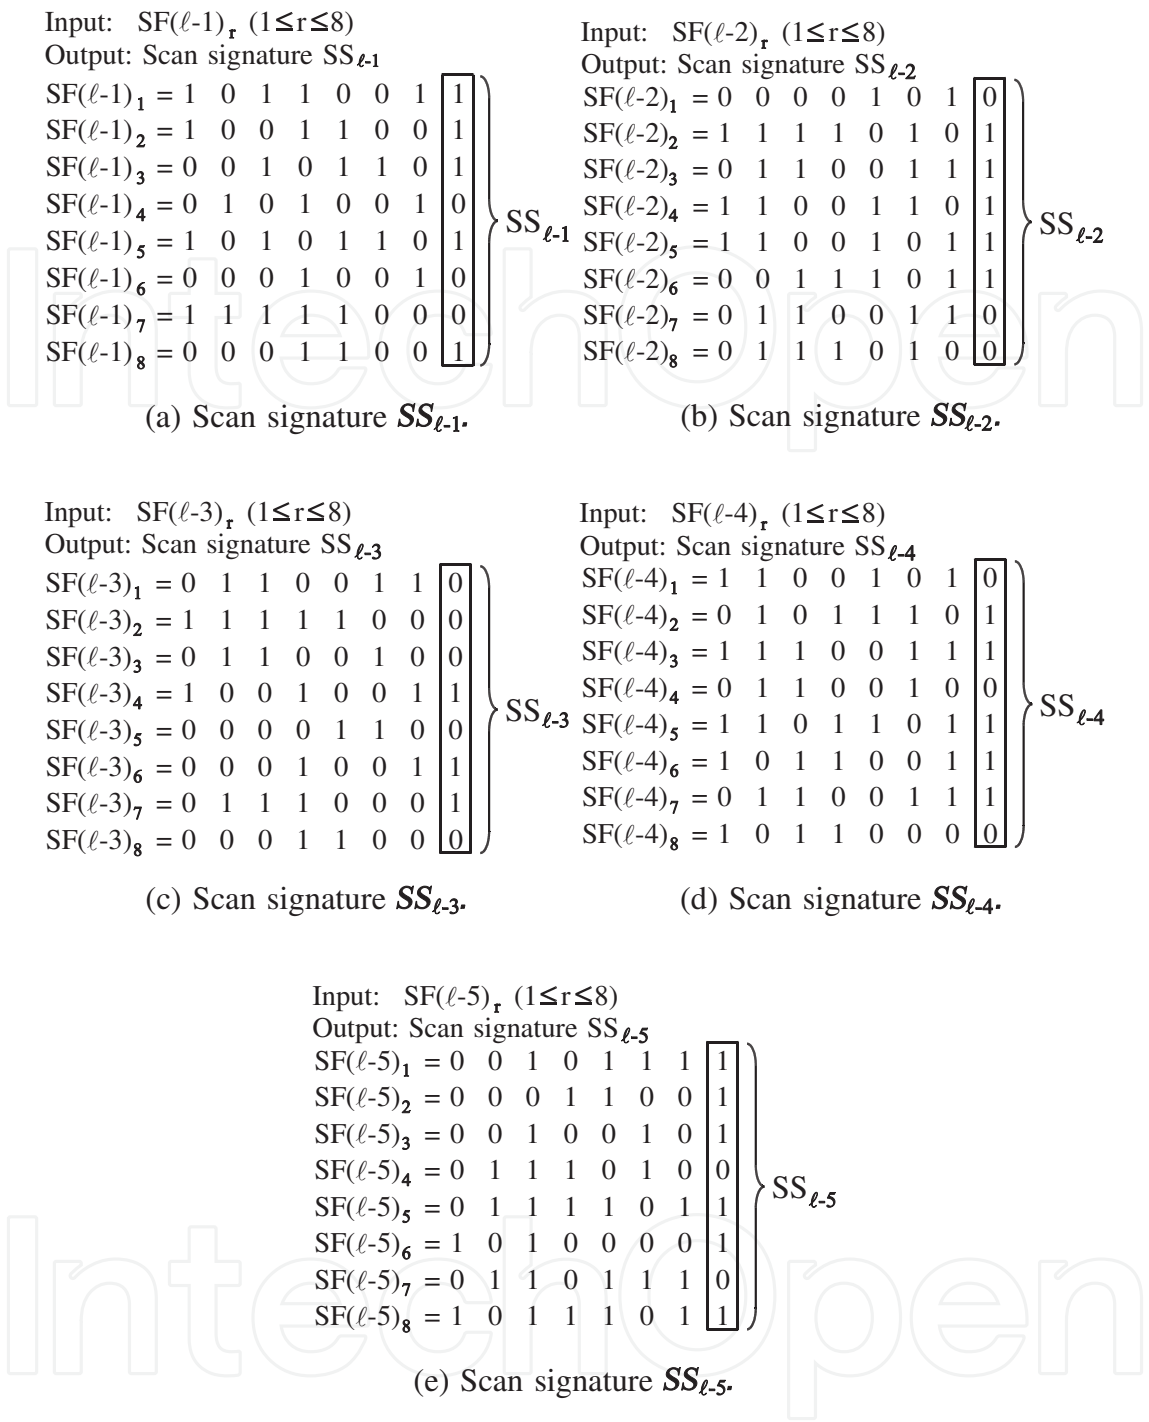 Input: SF(ℓ-1)r (1≤r≤8)
Output: Scan signature SSℓ-1
SF(ℓ-1)1 = 1 0 1 1 0 0 1 1
SF(ℓ-1)2 = 1 0 0 1 1 0 0 1
SF(ℓ-1)3 = 0 0 1 0 1 1 0 1
SF(ℓ-1)4 = 0 1 0 1 0 0 1 0
SF(ℓ-1)5 = 1 0 1 0 1 1 0 1
SF(ℓ-1)6 = 0 0 0 1 0 0 1 0
SF(ℓ-1)7 = 1 1 1 1 1 0 0 0
SF(ℓ-1)8 = 0 0 0 1 1 0 0 1
SSℓ-1
(a) Scan signature SSℓ-1.
Input: SF(ℓ-2)r (1≤r≤8)
Output: Scan signature SSℓ-2
SF(ℓ-2)1 = 0 0 0 0 1 0 1 0
SF(ℓ-2)2 = 1 1 1 1 0 1 0 1
SF(ℓ-2)3 = 0 1 1 0 0 1 1 1
SF(ℓ-2)4 = 1 1 0 0 1 1 0 1
SF(ℓ-2)5 = 1 1 0 0 1 0 1 1
SF(ℓ-2)6 = 0 0 1 1 1 0 1 1
SF(ℓ-2)7 = 0 1 1 0 0 1 1 0
SF(ℓ-2)8 = 0 1 1 1 0 1 0 0
SSℓ-2
(b) Scan signature SSℓ-2.
Input: SF(ℓ-3)r (1≤r≤8)
Output: Scan signature SSℓ-3
SF(ℓ-3)1 = 0 1 1 0 0 1 1 0
SF(ℓ-3)2 = 1 1 1 1 1 0 0 0
SF(ℓ-3)3 = 0 1 1 0 0 1 0 0
SF(ℓ-3)4 = 1 0 0 1 0 0 1 1
SF(ℓ-3)5 = 0 0 0 0 1 1 0 0
SF(ℓ-3)6 = 0 0 0 1 0 0 1 1
SF(ℓ-3)7 = 0 1 1 1 0 0 0 1
SF(ℓ-3)8 = 0 0 0 1 1 0 0 0
SSℓ-3
(c) Scan signature SSℓ-3.
Input: SF(ℓ-4)r (1≤r≤8)
Output: Scan signature SSℓ-4
SF(ℓ-4)1 = 1 1 0 0 1 0 1 0
SF(ℓ-4)2 = 0 1 0 1 1 1 0 1
SF(ℓ-4)3 = 1 1 1 0 0 1 1 1
SF(ℓ-4)4 = 0 1 1 0 0 1 0 0
SF(ℓ-4)5 = 1 1 0 1 1 0 1 1
SF(ℓ-4)6 = 1 0 1 1 0 0 1 1
SF(ℓ-4)7 = 0 1 1 0 0 1 1 1
SF(ℓ-4)8 = 1 0 1 1 0 0 0 0
SSℓ-4
(d) Scan signature SSℓ-4.
Input: SF(ℓ-5)r (1≤r≤8)
Output: Scan signature SSℓ-5
SF(ℓ-5)1 = 0 0 1 0 1 1 1 1
SF(ℓ-5)2 = 0 0 0 1 1 0 0 1
SF(ℓ-5)3 = 0 0 1 0 0 1 0 1
SF(ℓ-5)4 = 0 1 1 1 0 1 0 0
SF(ℓ-5)5 = 0 1 1 1 1 0 1 1
SF(ℓ-5)6 = 1 0 1 0 0 0 0 1
SF(ℓ-5)7 = 0 1 1 0 1 1 1 0
SF(ℓ-5)8 = 1 0 1 1 1 0 1 1
SSℓ-5
(e) Scan signature SSℓ-5.
IntechOpen
IntechOpen